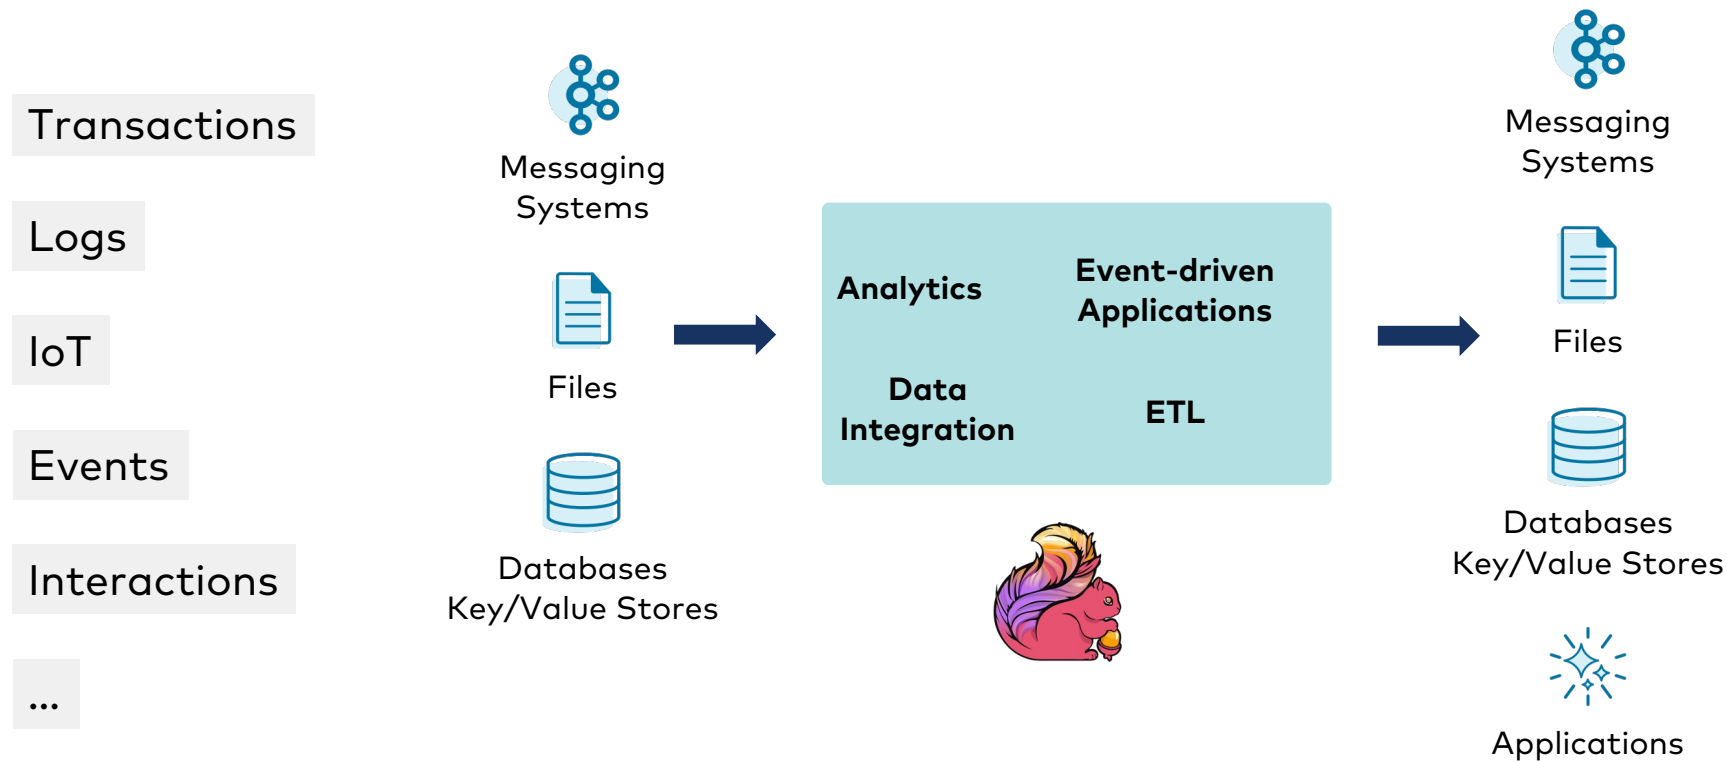 Transactions
Logs
IoT
Events
Interactions
...
Messaging
Systems
Files
Databases
Key/Value Stores
Analytics
Event-driven
Applications
Data
Integration
ETL
Messaging
Systems
Files
Databases
Key/Value Stores
Applications